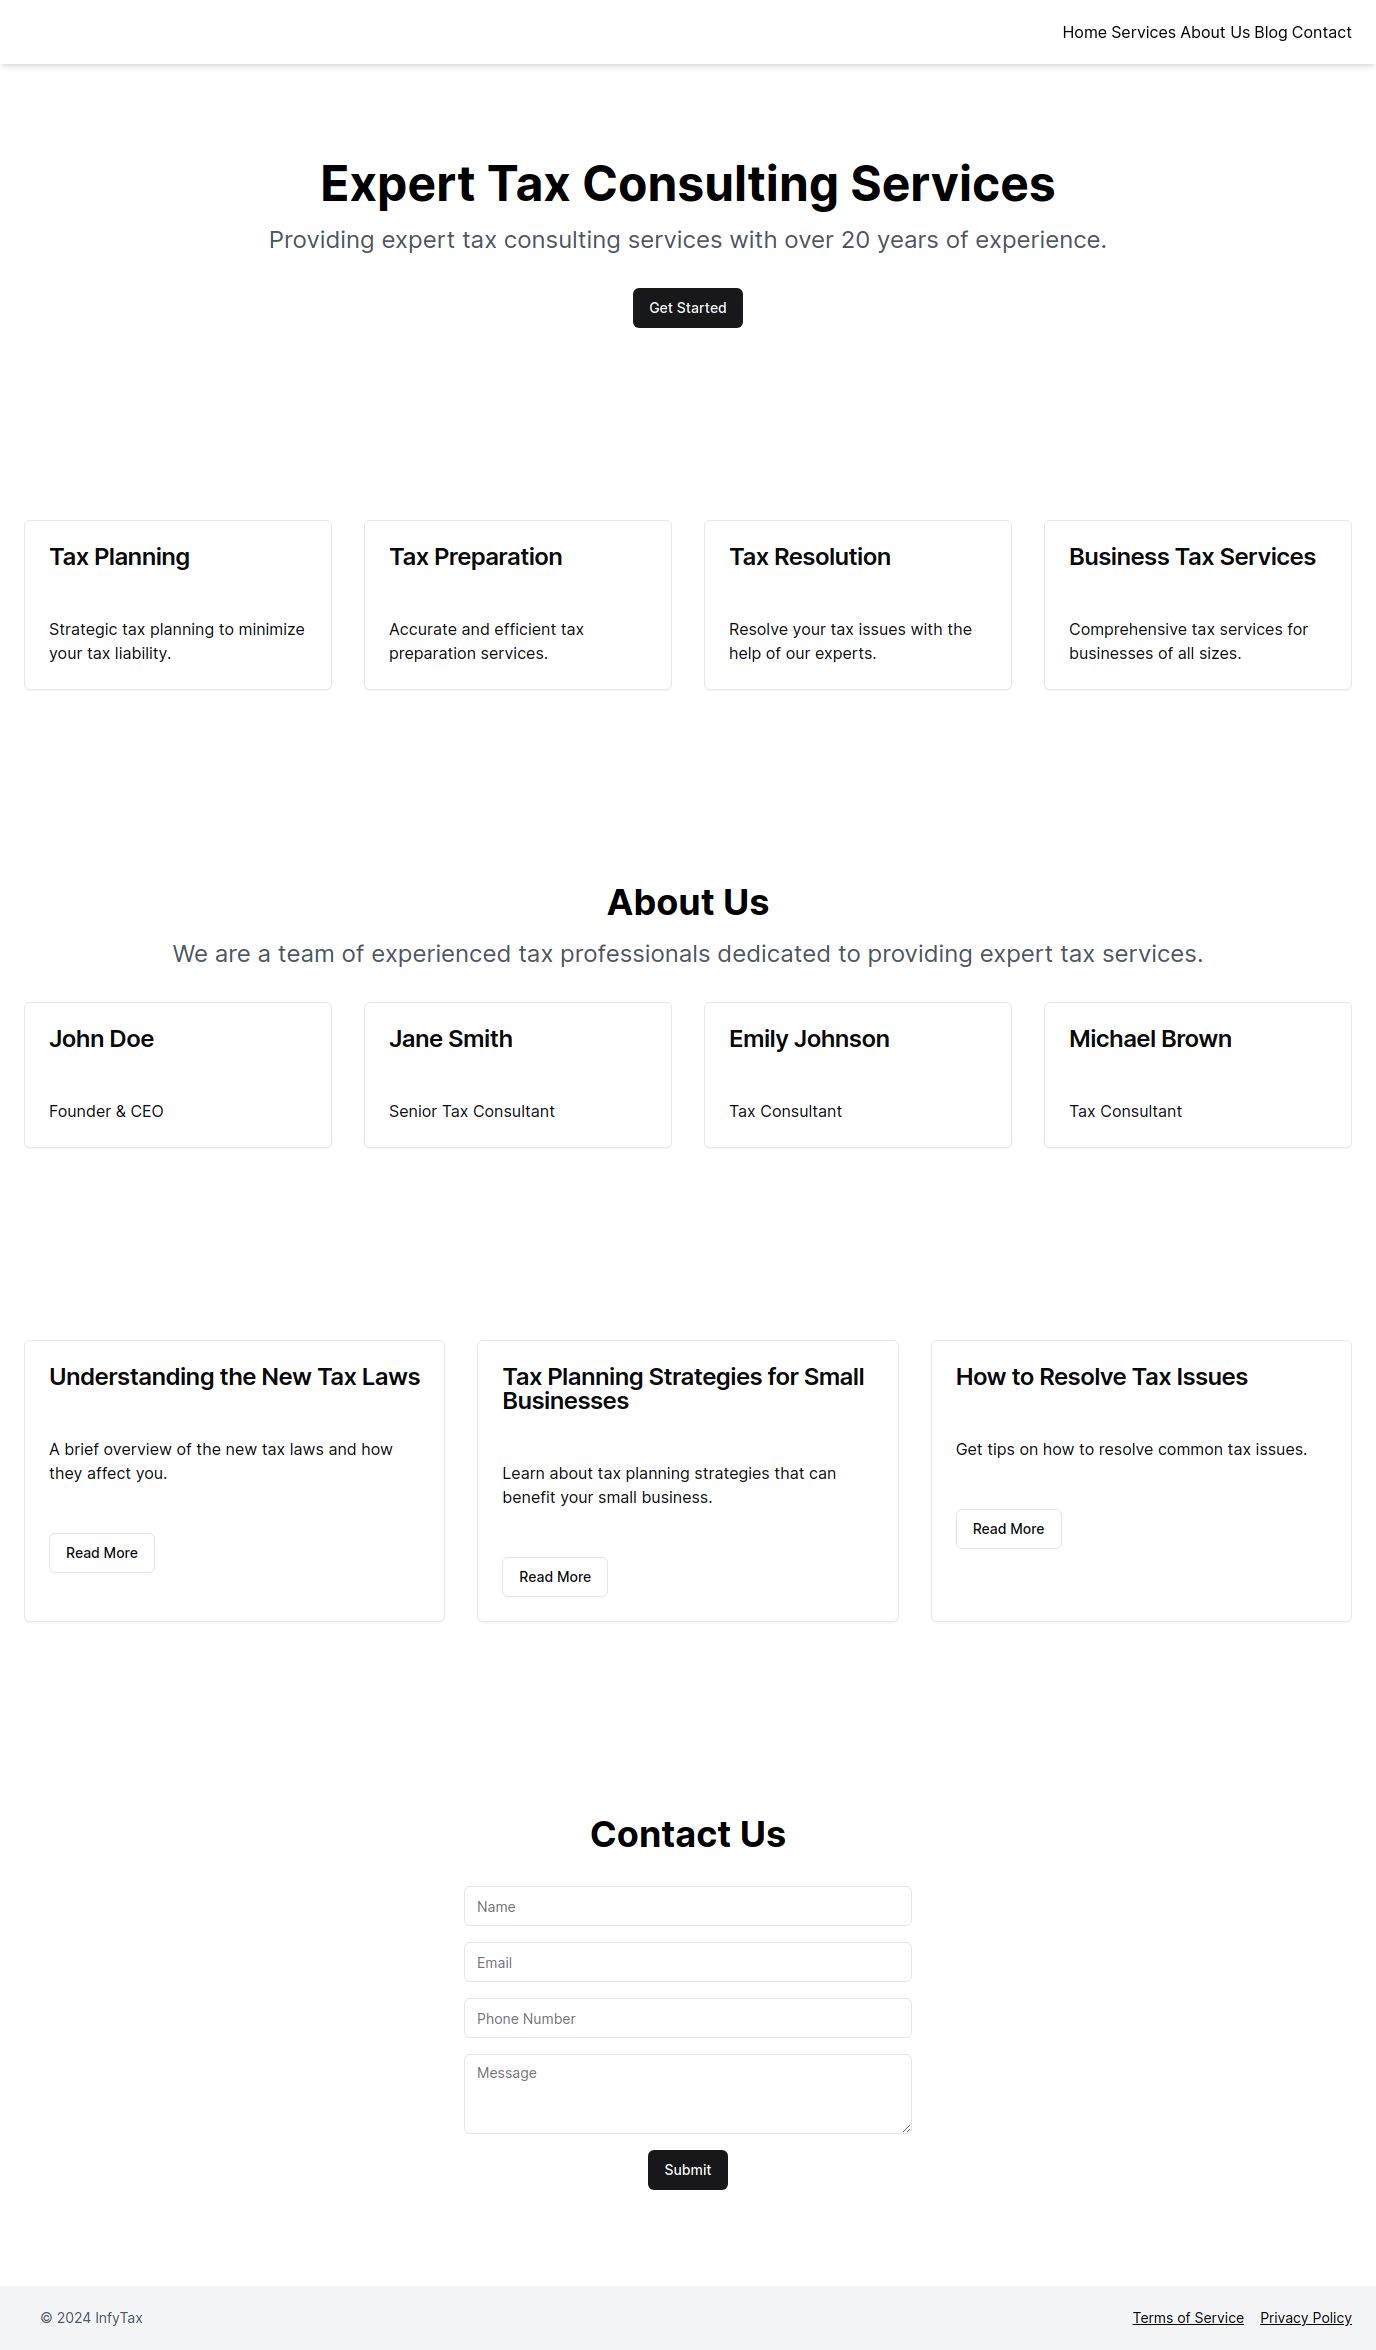 Home Services About Us Blog Contact
Expert Tax Consulting Services
Providing expert tax consulting services with over 20 years of experience.
Get Started
Tax Planning
Strategic tax planning to minimize
your tax liability.
Tax Preparation
Accurate and efficient tax
preparation services.
Tax Resolution
Resolve your tax issues with the
help of our experts.
Business Tax Services
Comprehensive tax services for
businesses of all sizes.
About Us
We are a team of experienced tax professionals dedicated to providing expert tax services.
John Doe
Founder & CEO
Jane Smith
Senior Tax Consultant
Emily Johnson
Tax Consultant
Michael Brown
Tax Consultant
Understanding the New Tax Laws
A brief overview of the new tax laws and how
they affect you.
Read More
Tax Planning Strategies for Small
Businesses
Learn about tax planning strategies that can
benefit your small business.
Read More
How to Resolve Tax Issues
Get tips on how to resolve common tax issues.
Read More
Contact Us
Name
Email
Phone Number
Message
Submit
© 2024 InfyTax
Terms of Service Privacy Policy